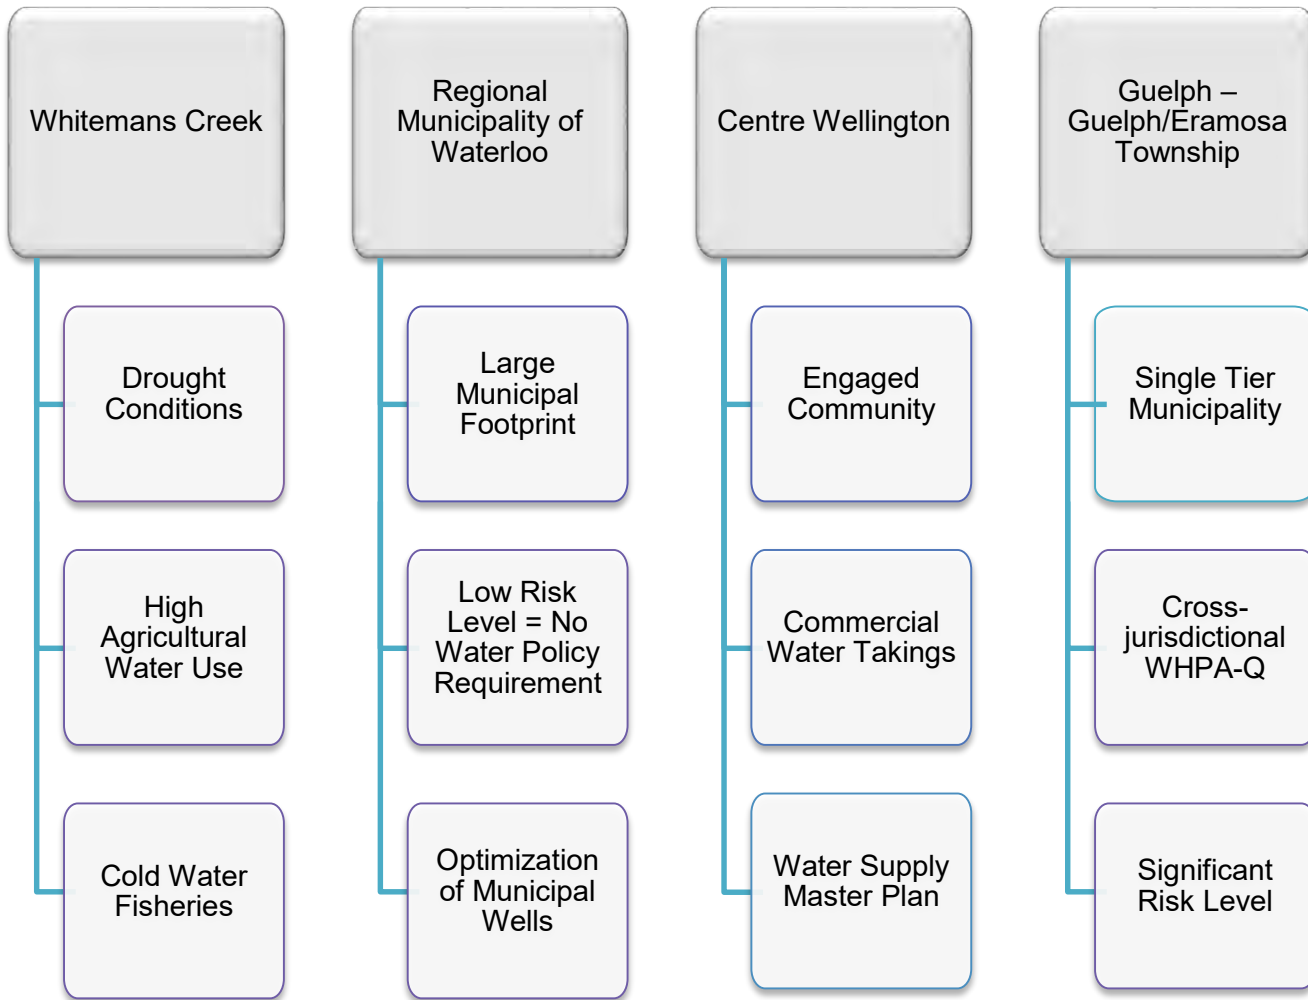 Whitemans Creek
Drought
Conditions
High
Agricultural
Water Use
Cold Water
Fisheries
Regional
Municipality of
Waterloo
Large
Municipal
Footprint
Low Risk
Level = No
Water Policy
Requirement
Optimization
of Municipal
Wells
Centre Wellington
Engaged
Community
Commercial
Water Takings
Water Supply
Master Plan
Guelph –
Guelph/Eramosa
Township
Single Tier
Municipality
Cross-
jurisdictional
WHPA-Q
Significant
Risk Level